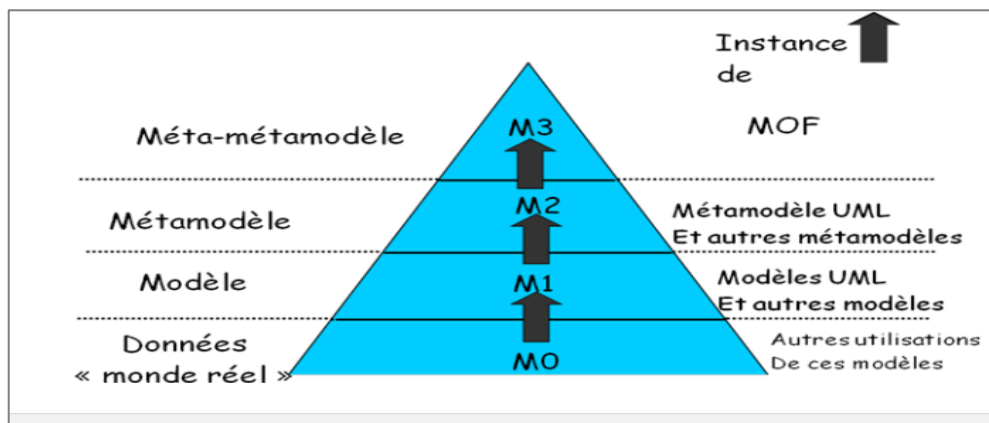 Instance
de
Méta-métamodèle
M3
MOF
Métamodèle
M2
Métamodèle UML
Et autres métamodèles
Modèle
M1
Modèles UML
Et autres modèles
Données
« monde réel »
M0
Autres utilisations
De ces modèles